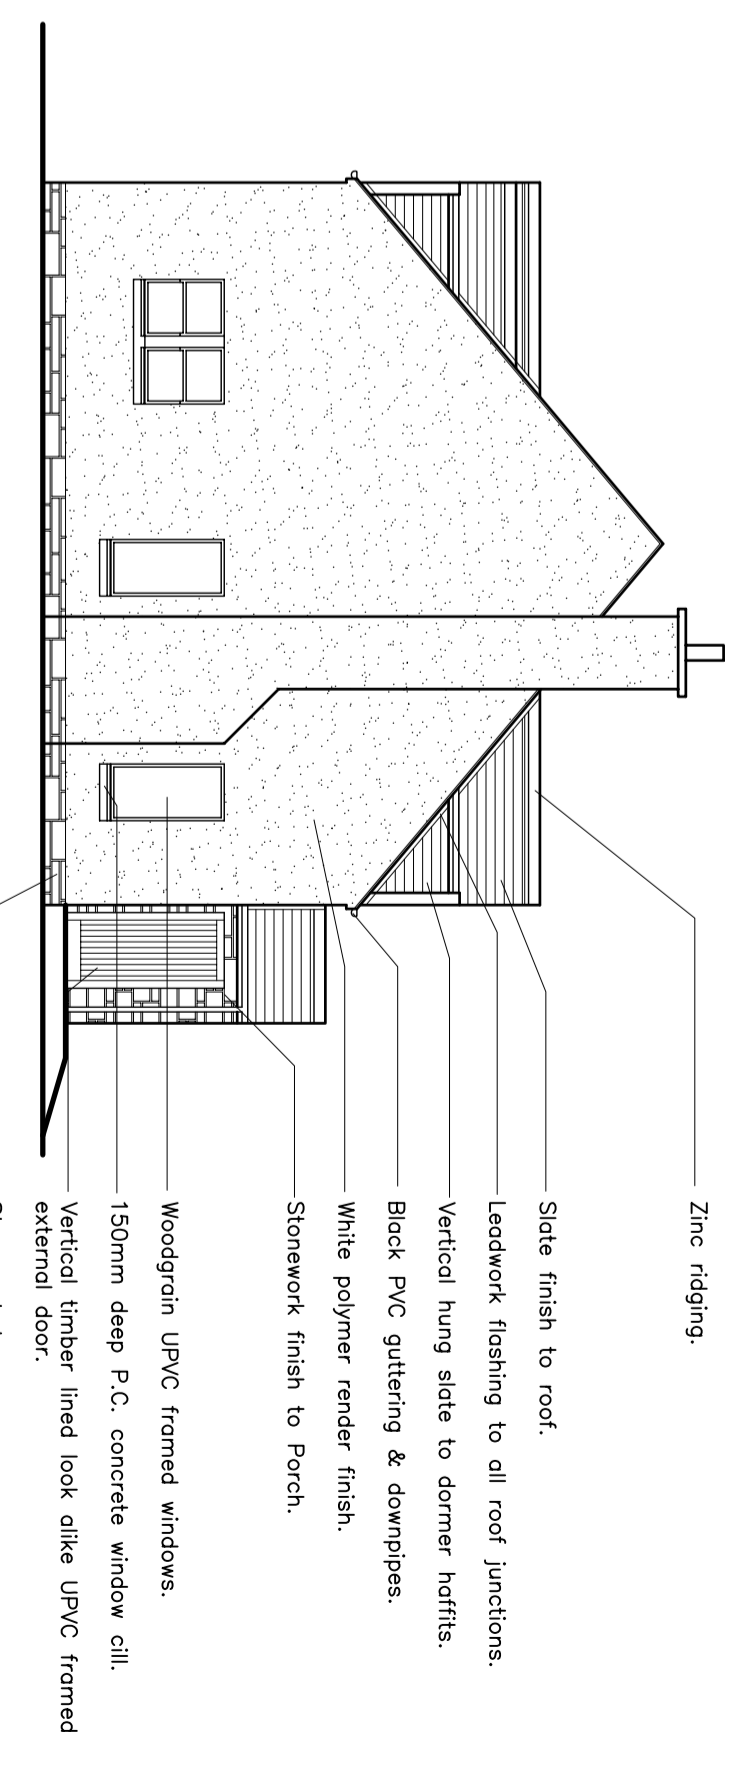 Zinc ridging.
Slate finish to roof.
Leadwork flashing to all roof junctions.
Vertical hung slate to dormer haffits.
Black PVC guttering & downpipes.
White polymer render finish.
Stonework finish to Porch.
Woodgrain UPVC framed windows.
150mm deep P.C. concrete window cill.
Vertical timber lined look alike UPVC framed
external door.